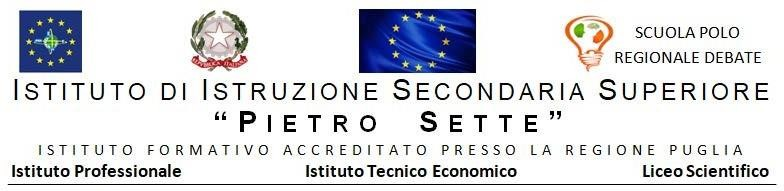 SCUOLA POLO
REGIONALE DEBATE
ISTITUTO DI ISTRUZIONE SECONDARIA SUPERIORE
“PIETRO SETTE”
ISTITUTO FORMATIVO ACCREDITATO PRESSO LA REGIONE PUGLIA
Istituto Professionale Istituto Tecnico Economico Liceo Scientifico